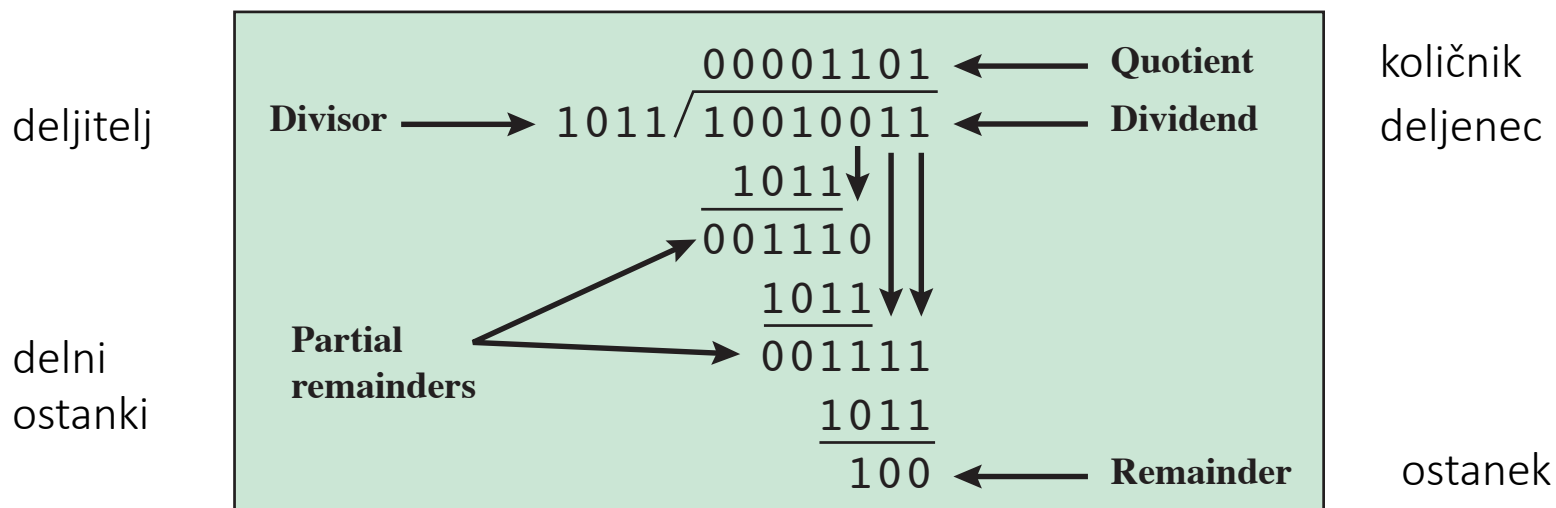 00001101 Quotient količnik
deljitelj Divisor 1011 10010011 Dividend deljenec
1011
001110
1011
delni ostanki Partial remainders 001111
1011
100 Remainder ostanek